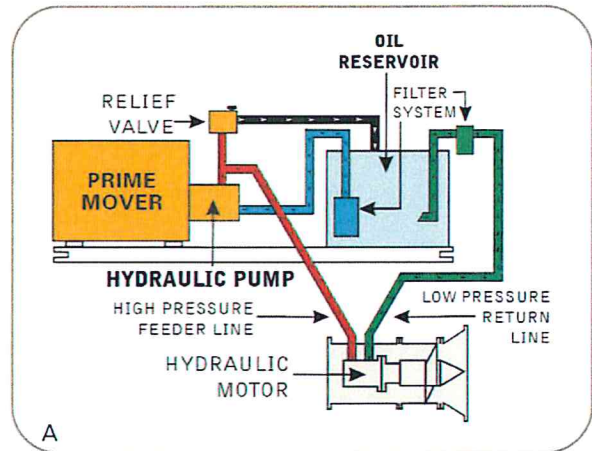 OIL
RESERVOIR
FILTER
SYSTEM
RELIEF
VALVE
PRIME
MOVER
HYDRAULIC PUMP
HIGH PRESSURE
FEEDER LINE
LOW PRESSURE
RETURN
LINE
HYDRAULIC
MOTOR
A